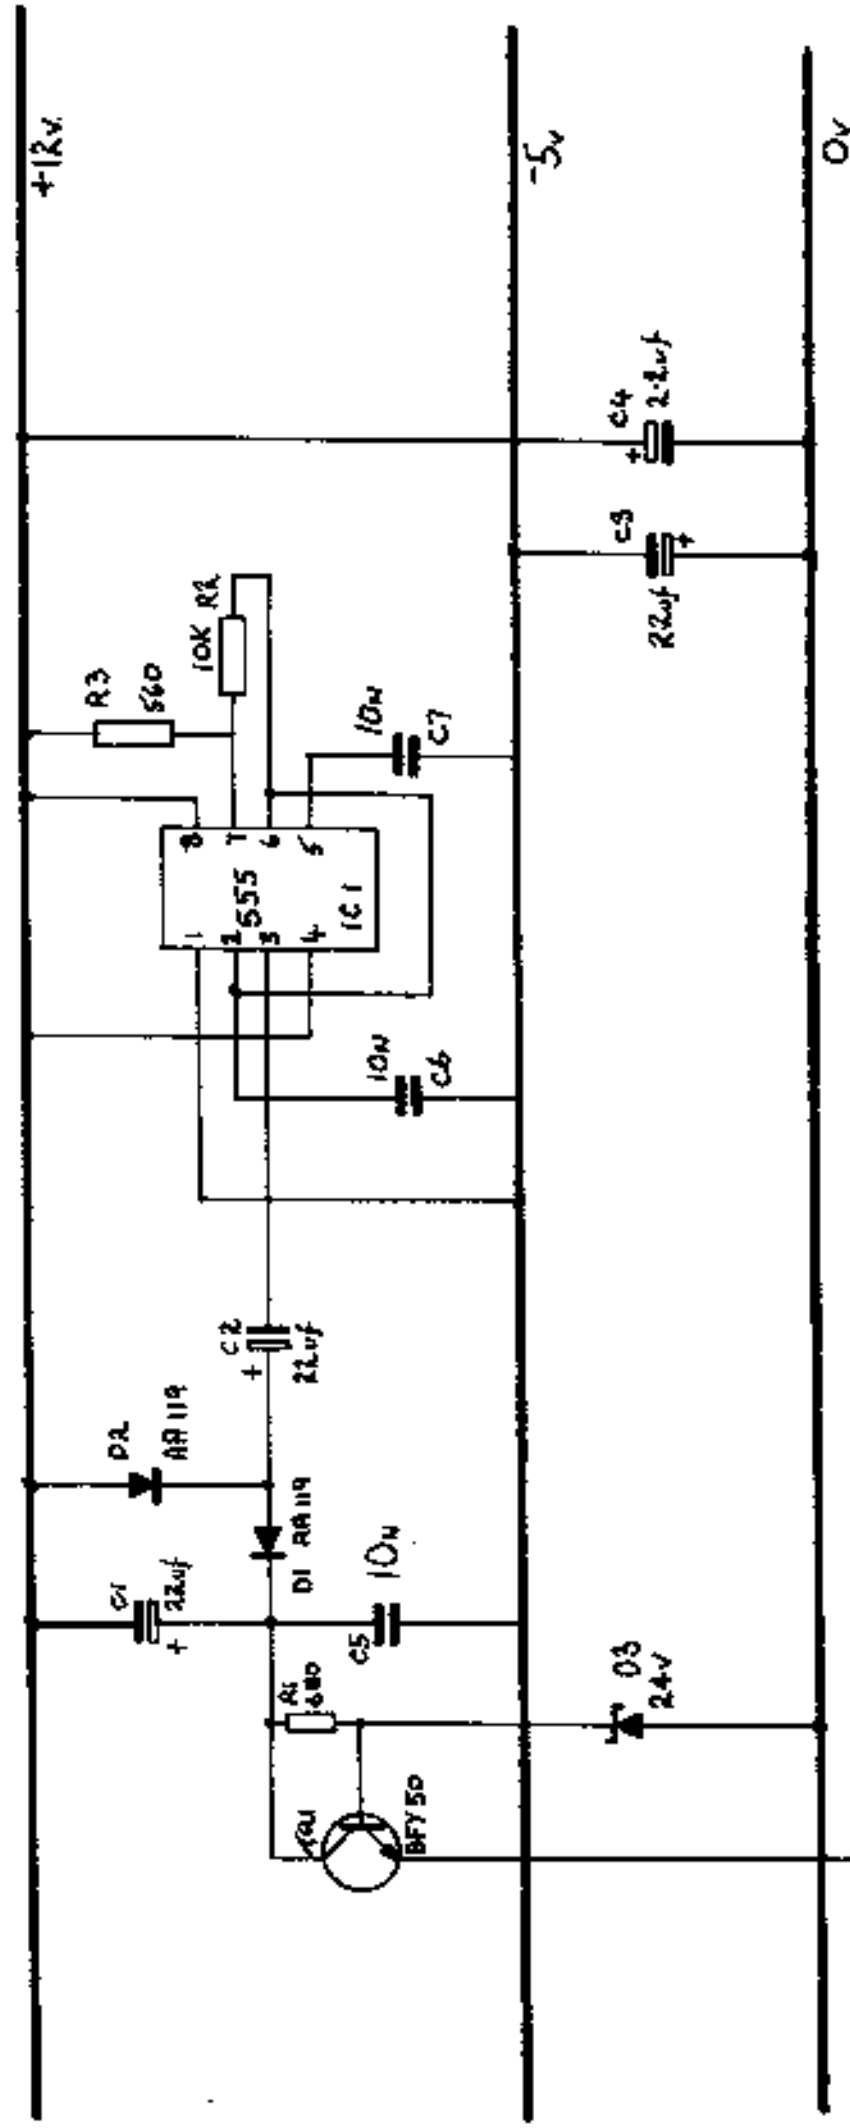 +12v
-5v
0v
C4
2.2uf
+
C3
22uf
+
R3
560
10K R2
10N
C7
8
7
6
5
555
IC1
1
2
3
4
10N
C6
C2
22uf
+
D2
AA119
D1 AA119
C1
22uf
+
10N
C5
R1
680
D3
24V
BFY50